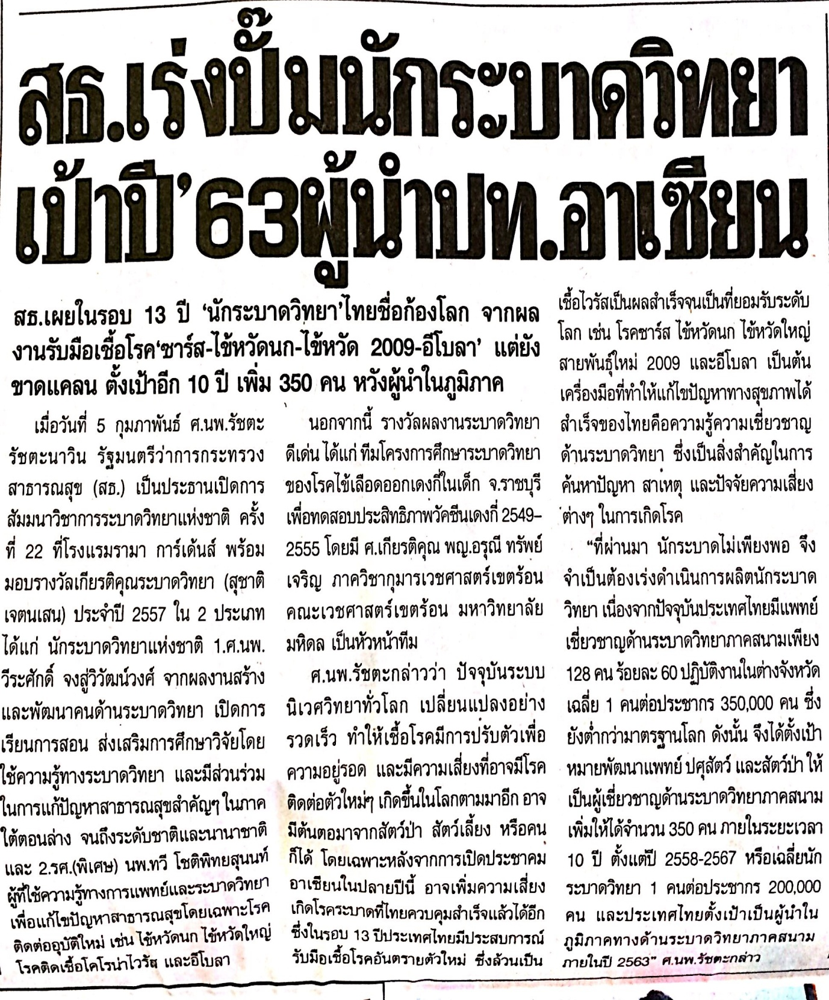 สธ.เร่งปั๊มนักระบาดวิทยา
เป้าปี'63ผู้นำปท.อาเซียน
สธ.เผยในรอบ 13 ปี 'นักระบาดวิทยา'ไทยชื่อก้องโลก จากผล
งานรับมือเชื้อโรค'ซาร์ส-ไข้หวัดนก-ไข้หวัด 2009-อีโบลา' แต่ยัง
ขาดแคลน ตั้งเป้าอีก 10 ปี เพิ่ม 350 คน หวังผู้นำในภูมิภาค
เมื่อวันที่ 5 กุมภาพันธ์ ศ.นพ.รัชตะ
รัชตะนาวิน รัฐมนตรีว่าการกระทรวง
สาธารณสุข (สธ.) เป็นประธานเปิดการ
สัมมนาวิชาการระบาดวิทยาแห่งชาติ ครั้ง
ที่ 22 ที่โรงแรมรามา การ์เด้นส์ พร้อม
มอบรางวัลเกียรติคุณระบาดวิทยา (สุชาติ
เจตนเสน) ประจำปี 2557 ใน 2 ประเภท
ได้แก่ นักระบาดวิทยาแห่งชาติ 1.ศ.นพ.
วีระศักดิ์ จงสู่วิวัฒน์วงศ์ จากผลงานสร้าง
และพัฒนาคนด้านระบาดวิทยา เปิดการ
เรียนการสอน ส่งเสริมการศึกษาวิจัยโดย
ใช้ความรู้ทางระบาดวิทยา และมีส่วนร่วม
ในการแก้ปัญหาสาธารณสุขสำคัญๆ ในภาค
ใต้ตอนล่าง จนถึงระดับชาติและนานาชาติ
และ 2.รศ.(พิเศษ) นพ.ทวี โชติพิทยสุนนท์
ผู้ที่ใช้ความรู้ทางการแพทย์และระบาดวิทยา
เพื่อแก้ไขปัญหาสาธารณสุขโดยเฉพาะโรค
ติดต่ออุบัติใหม่ เช่น ไข้หวัดนก ไข้หวัดใหญ่
โรคติดเชื้อโคโรน่าไวรัส และอีโบลา
นอกจากนี้ รางวัลผลงานระบาดวิทยา
ดีเด่น ได้แก่ ทีมโครงการศึกษาระบาดวิทยา
ของโรคไข้เลือดออกเดงกี่ในเด็ก จ.ราชบุรี
เพื่อทดสอบประสิทธิภาพวัคซีนเดงกี่ 2549-
2555 โดยมี ศ.เกียรติคุณ พญ.อรุณี ทรัพย์
เจริญ ภาควิชากุมารเวชศาสตร์เขตร้อน
คณะเวชศาสตร์เขตร้อน มหาวิทยาลัย
มหิดล เป็นหัวหน้าทีม
ศ.นพ.รัชตะกล่าวว่า ปัจจุบันระบบ
นิเวศวิทยาทั่วโลก เปลี่ยนแปลงอย่าง
รวดเร็ว ทำให้เชื้อโรคมีการปรับตัวเพื่อ
ความอยู่รอด และมีความเสี่ยงที่อาจมีโรค
ติดต่อตัวใหม่ๆ เกิดขึ้นในโลกตามมาอีก อาจ
มีต้นตอมาจากสัตว์ป่า สัตว์เลี้ยง หรือคน
ก็ได้ โดยเฉพาะหลังจากการเปิดประชาคม
อาเซียนในปลายปีนี้ อาจเพิ่มความเสี่ยง
เกิดโรคระบาดที่ไทยควบคุมสำเร็จแล้วได้อีก
ซึ่งในรอบ 13 ปีประเทศไทยมีประสบการณ์
รับมือเชื้อโรคอันตรายตัวใหม่ ซึ่งล้วนเป็น
เชื้อไวรัสเป็นผลสำเร็จจนเป็นที่ยอมรับระดับ
โลก เช่น โรคซาร์ส ไข้หวัดนก ไข้หวัดใหญ่
สายพันธุ์ใหม่ 2009 และอีโบลา เป็นต้น
เครื่องมือที่ทำให้แก้ไขปัญหาทางสุขภาพได้
สำเร็จของไทยคือความรู้ความเชี่ยวชาญ
ด้านระบาดวิทยา ซึ่งเป็นสิ่งสำคัญในการ
ค้นหาปัญหา สาเหตุ และปัจจัยความเสี่ยง
ต่างๆ ในการเกิดโรค
"ที่ผ่านมา นักระบาดไม่เพียงพอ จึง
จำเป็นต้องเร่งดำเนินการผลิตนักระบาด
วิทยา เนื่องจากปัจจุบันประเทศไทยมีแพทย์
เชี่ยวชาญด้านระบาดวิทยาภาคสนามเพียง
128 คน ร้อยละ 60 ปฏิบัติงานในต่างจังหวัด
เฉลี่ย 1 คนต่อประชากร 350,000 คน ซึ่ง
ยังต่ำกว่ามาตรฐานโลก ดังนั้น จึงได้ตั้งเป้า
หมายพัฒนาแพทย์ ปศุสัตว์ และสัตว์ป่า ให้
เป็นผู้เชี่ยวชาญด้านระบาดวิทยาภาคสนาม
เพิ่มให้ได้จำนวน 350 คน ภายในระยะเวลา
10 ปี ตั้งแต่ปี 2558-2567 หรือเฉลี่ยนัก
ระบาดวิทยา 1 คนต่อประชากร 200,000
คน และประเทศไทยตั้งเป้าเป็นผู้นำใน
ภูมิภาคทางด้านระบาดวิทยาภาคสนาม
ภายในปี 2563" ศ.นพ.รัชตะกล่าว